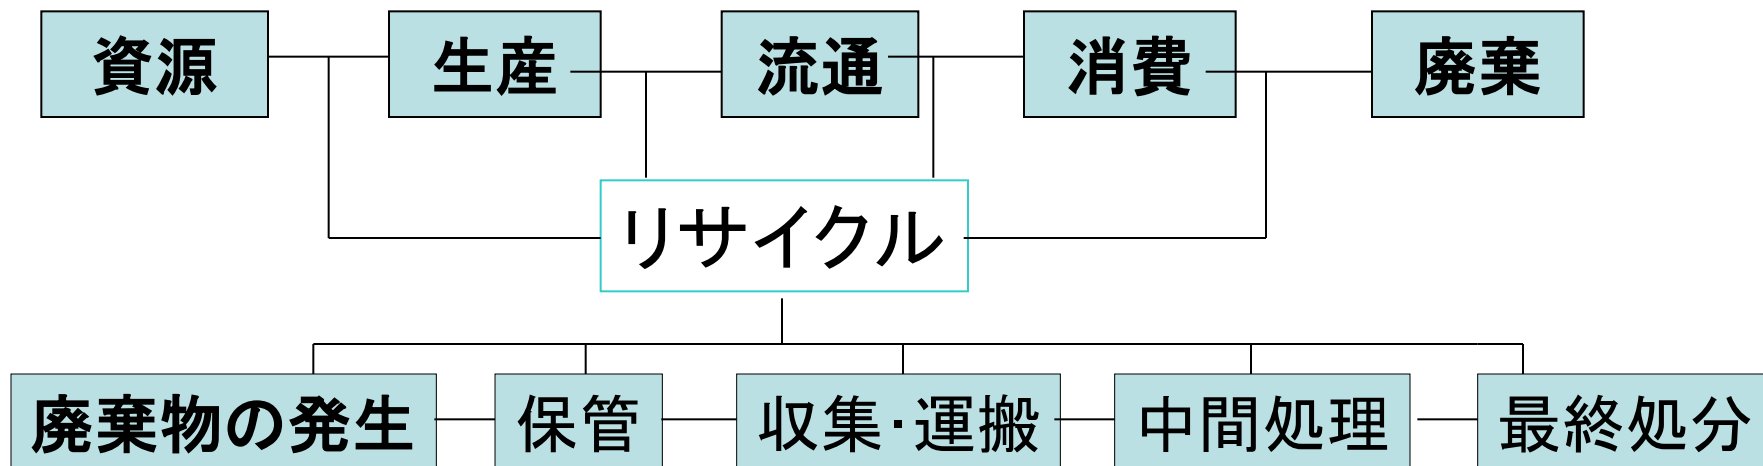 資源 生産 流通 消費 廃棄
リサイクル
廃棄物の発生 保管 収集・運搬 中間処理 最終処分